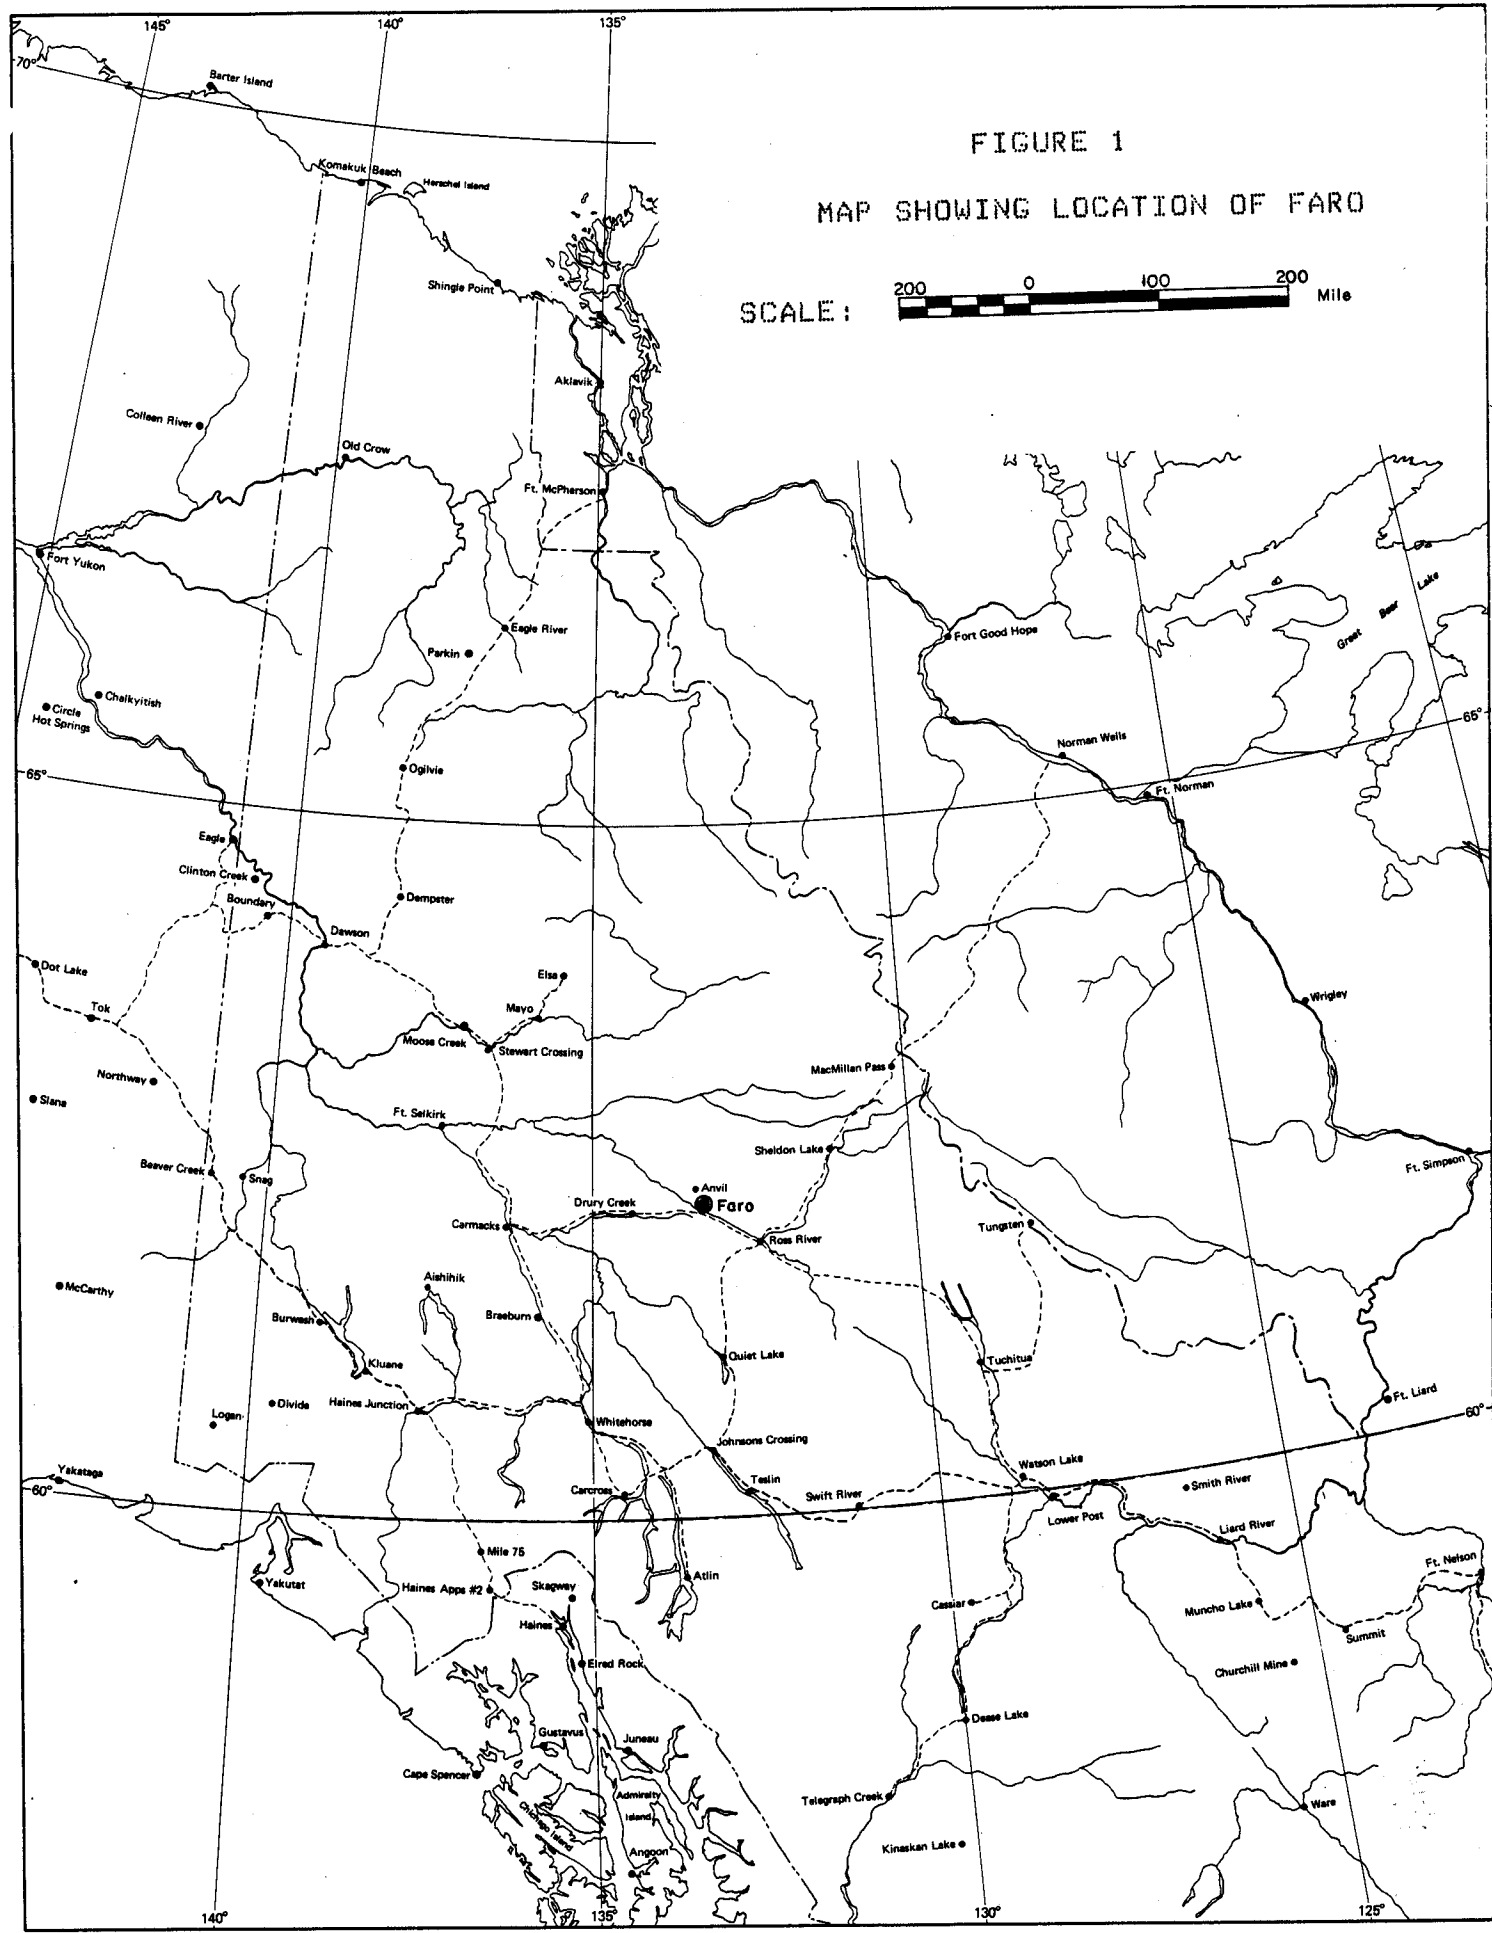 145°
140°
135°
70°
Barter Island
FIGURE 1
Komakuk Beach
Herschel Island
MAP SHOWING LOCATION OF FARO
Shingle Point
200 0 100 200
SCALE: Mile
Aklavik
Colleen River
Old Crow
Ft. McPherson
Fort Yukon
Great Bear Lake
Eagle River
Fort Good Hope
Parkin
Chalkyitish
Circle
Hot Springs
65°
Norman Wells
Ogilvie
65°
Ft. Norman
Eagle
Clinton Creek
Boundary
Dempster
Dawson
Dot Lake
Elsa
Tok
Mayo
Wrigley
Moose Creek
Stewert Crossing
MacMillan Pass
Northway
Slana
Ft. Selkirk
Sheldon Lake
Ft. Simpson
Beaver Creek
Snag
Anvil
Drury Creek
Faro
Carmacks
Tungsten
Ross River
Aishihik
McCarthy
Burwash
Braeburn
Quiet Lake
Tuchitua
Kluane
Ft. Liard
Divide
Haines Junction
Logan
60°
Whitehorse
Johnsons Crossing
Watson Lake
Yakataga
60°
Teslin
Carcross
Swift River
Smith River
Lower Post
Liard River
Mile 75
Ft. Nelson
Yakutat
Haines Apps #2
Skagway
Atlin
Cassiar
Muncho Lake
Haines
Summit
Elred Rock
Churchill Mine
Dease Lake
Gustavus
Juneau
Cape Spencer
Admiralty
Island
Telegraph Creek
Ware
Chichago Island
Kinaskan Lake
Angoon
140°
135°
130°
125°